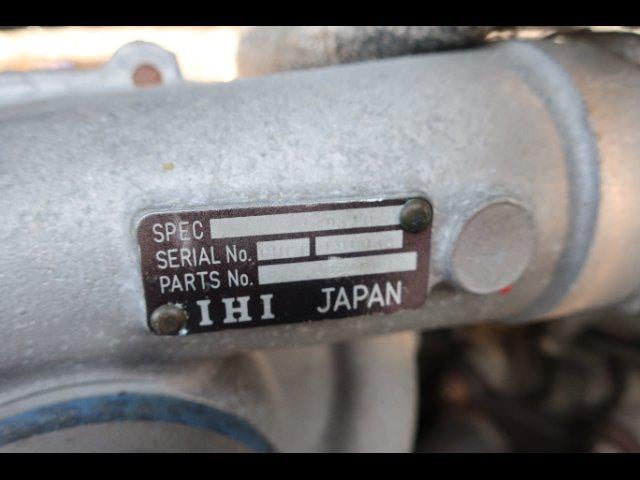 SPEC
SERIAL No.
PARTS No.
IHI JAPAN